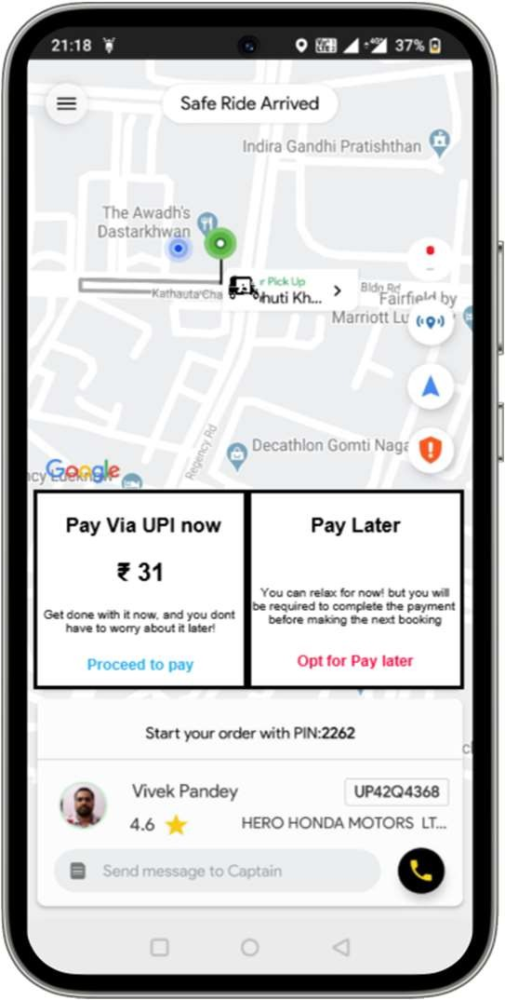 21:18
37%
Safe Ride Arrived
Indira Gandhi Pratishthan
The Awadh's
Dastarkhwan
r Pick Up
huti Kh...
Kathauta Cha
Bldg Rd
Fairfield by
Marriott Lu
Regency Rd
Decathlon Gomti Naga
Google
ncy
Pay Via UPI now
₹ 31
Get done with it now, and you dont
have to worry about it later!
Proceed to pay
Pay Later
You can relax for now! but you will
be required to complete the payment
before making the next booking
Opt for Pay later
Start your order with PIN:2262
Vivek Pandey
UP42Q4368
4.6
HERO HONDA MOTORS LT...
Send message to Captain